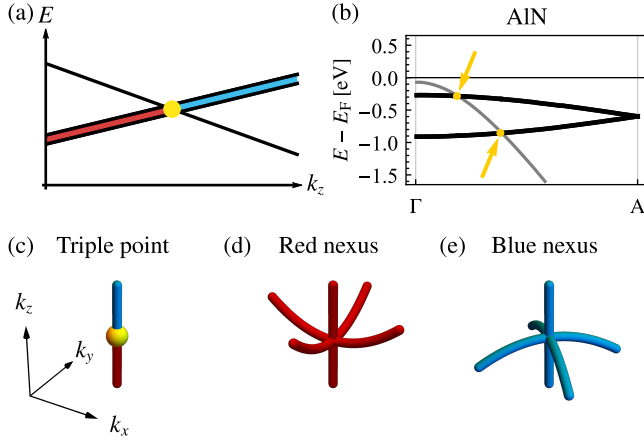 (a)
E
k_z
(b)
AlN
E − E_F [eV]
0.5
0.0
−0.5
−1.0
−1.5
Γ
A
(c) Triple point
k_z
k_y
k_x
(d) Red nexus
(e) Blue nexus